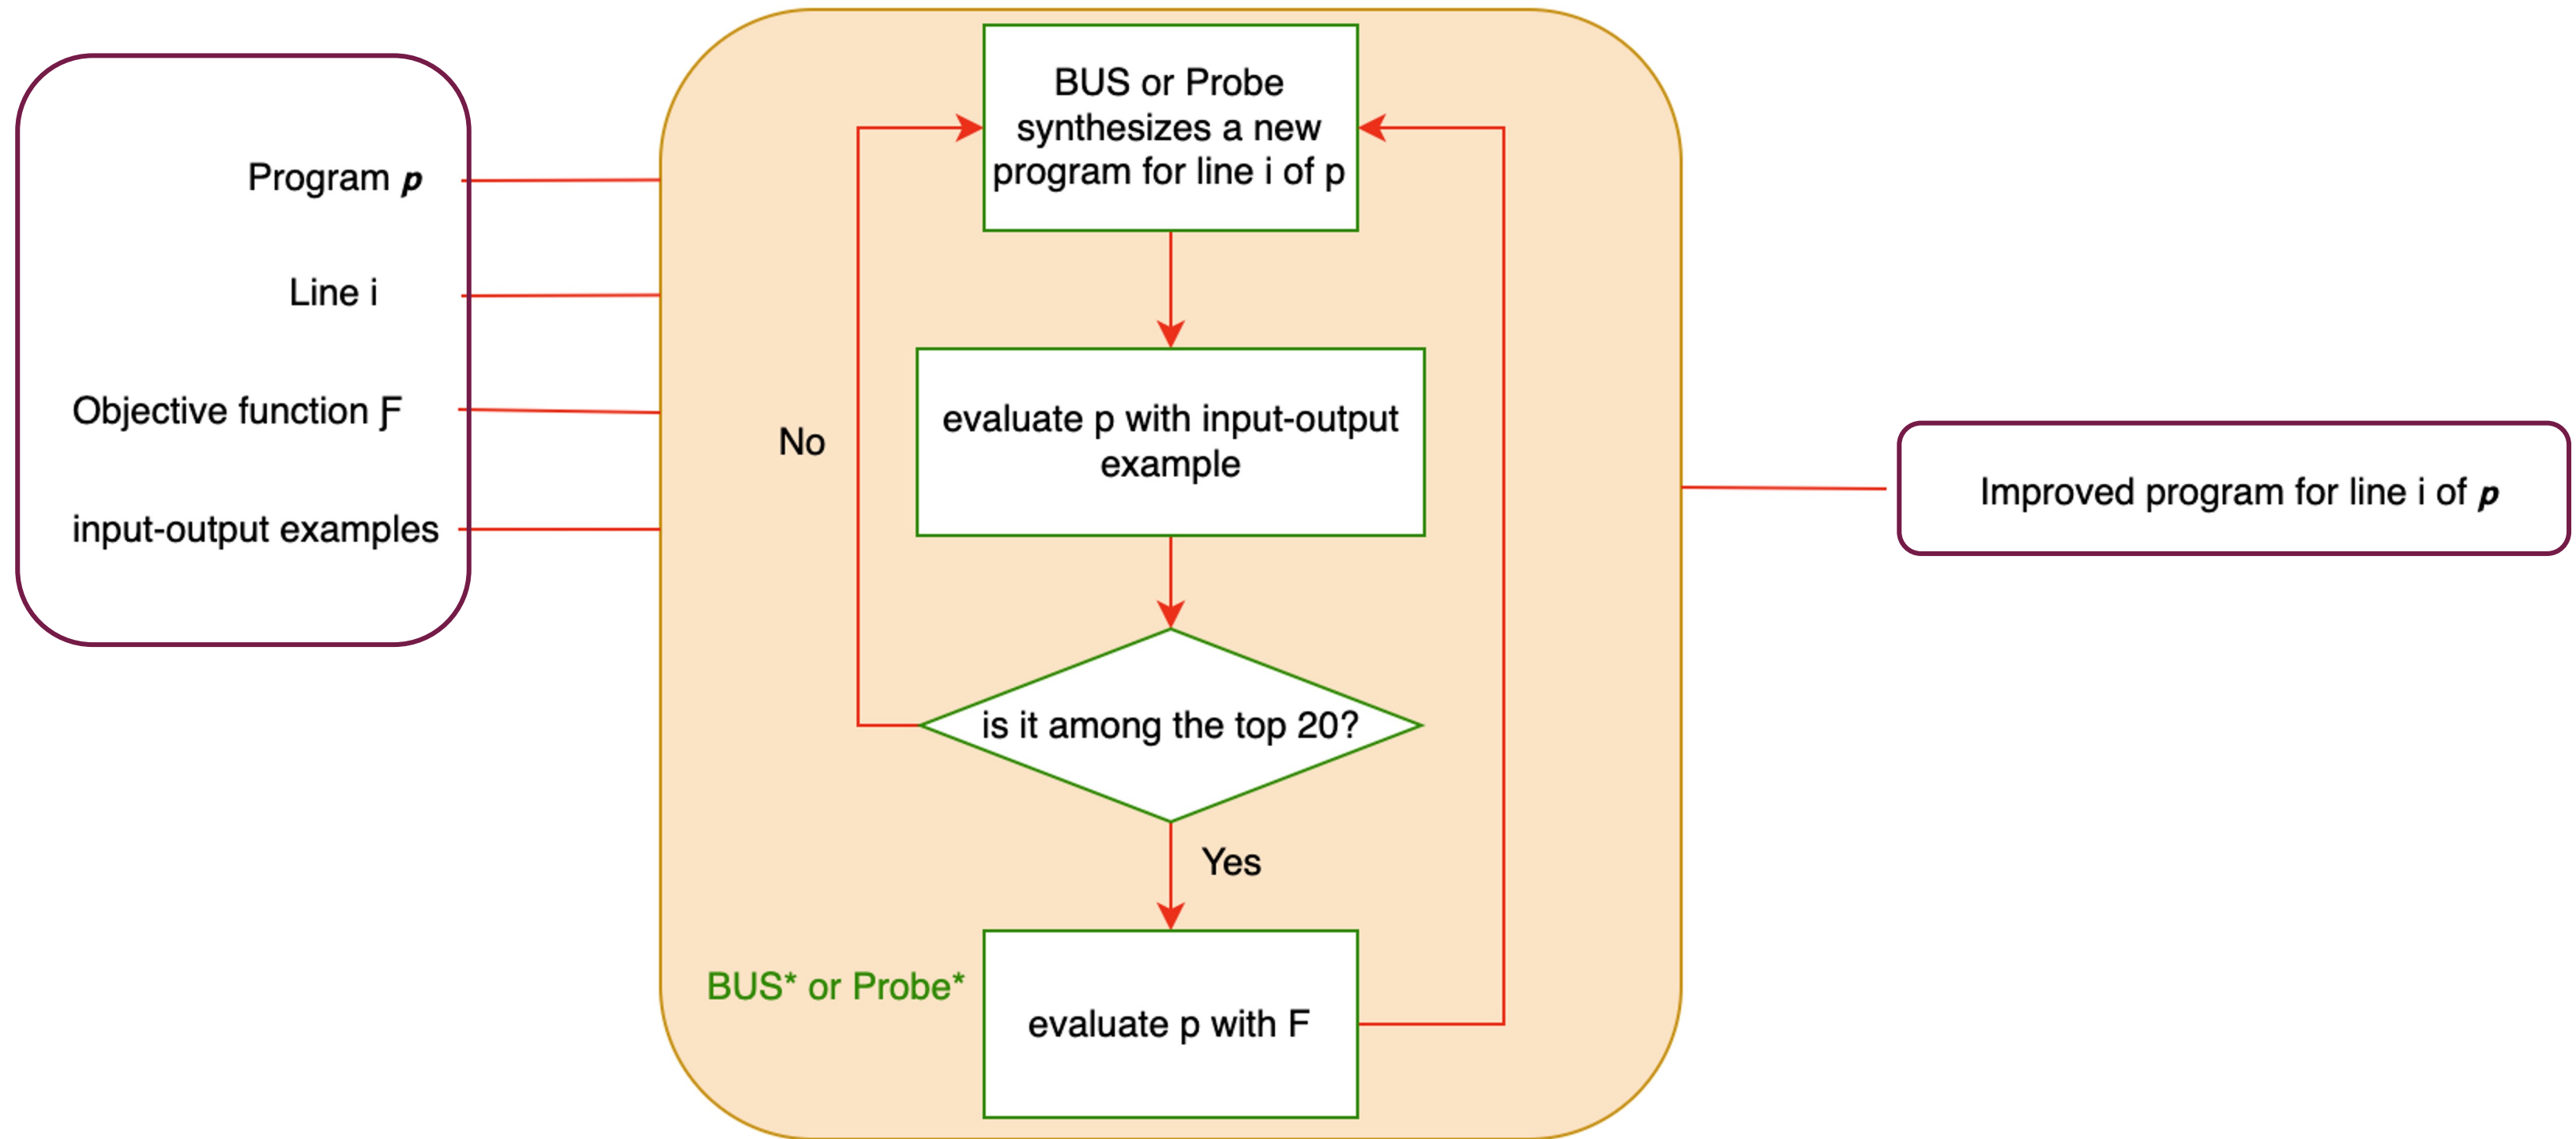 Program p
Line i
Objective function Ƒ
input-output examples
BUS or Probe
synthesizes a new
program for line i of p
evaluate p with input-output
example
No
is it among the top 20?
Yes
BUS* or Probe*
evaluate p with F
Improved program for line i of p